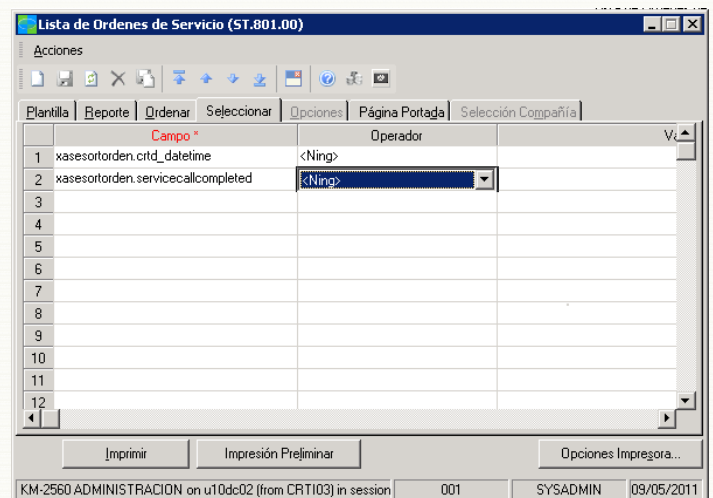 Lista de Ordenes de Servicio (ST.801.00)
Acciones
Plantilla Reporte Ordenar Seleccionar Opciones Página Portada Selección Compañía
Campo * Operador
1 xasesortorden.crtd_datetime <Ning>
2 xasesortorden.servicecallcompleted <Ning>
3
4
5
6
7
8
9
10
11
12
Imprimir Impresión Preliminar Opciones Impresora...
KM-2560 ADMINISTRACION on u10dc02 (from CRTI03) in session 001 SYSADMIN 09/05/2011